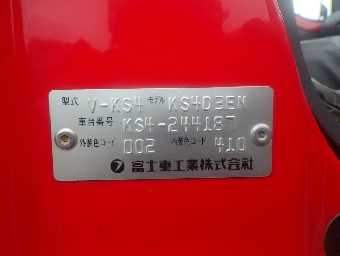 型式 V-KS4 モデル KS4D3EN
車台番号 KS4-244187
外装色コード 002 内装色コード 410
富士重工業株式会社